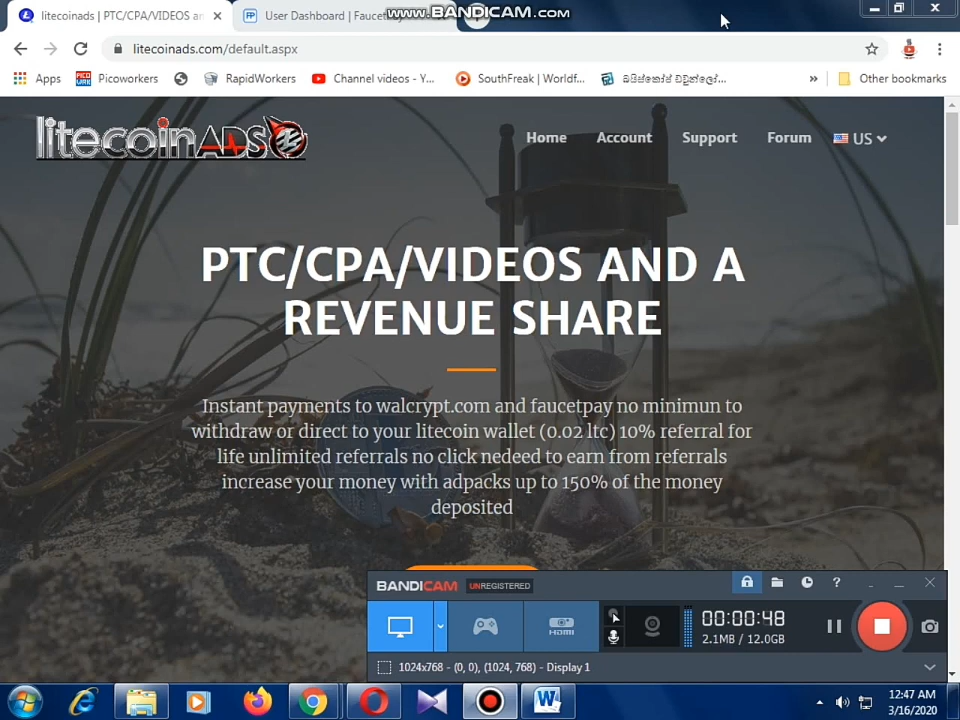 litecoinads | PTC/CPA/VIDEOS an
User Dashboard | Faucet
www.BANDICAM.com
litecoinads.com/default.aspx
Apps
PICO WORK
Picoworkers
RapidWorkers
Channel videos - Y...
SouthFreak | Worldf...
»
Other bookmarks
litecoinADS
Home
Account
Support
Forum
US
PTC/CPA/VIDEOS AND A
REVENUE SHARE
Instant payments to walcrypt.com and faucetpay no minimun to
withdraw or direct to your litecoin wallet (0.02 ltc) 10% referral for
life unlimited referrals no click nedeed to earn from referrals
increase your money with adpacks up to 150% of the money
deposited
BANDICAM
UNREGISTERED
HDMI
00:00:48
2.1MB / 12.0GB
1024x768 - (0, 0), (1024, 768) - Display 1
12:47 AM
3/16/2020